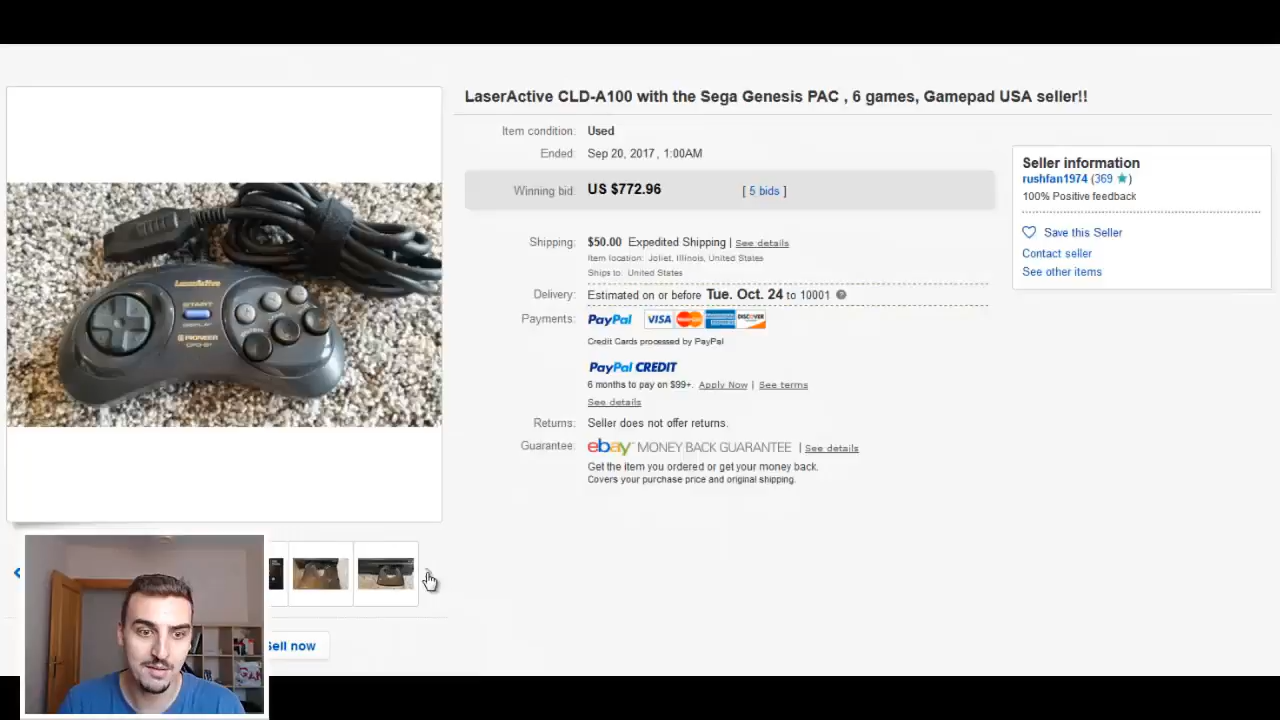 LaserActive CLD-A100 with the Sega Genesis PAC , 6 games, Gamepad USA seller!!
Item condition: Used
Ended: Sep 20, 2017 , 1:00AM
Winning bid: US $772.96 [ 5 bids ]
Shipping: $50.00 Expedited Shipping | See details
Item location: Joliet, Illinois, United States
Ships to: United States
Delivery: Estimated on or before Tue. Oct. 24 to 10001
Payments: PayPal VISA MasterCard AMERICAN EXPRESS DISCOVER
Credit Cards processed by PayPal
PayPal CREDIT
6 months to pay on $99+. Apply Now | See terms
See details
Returns: Seller does not offer returns.
Guarantee: ebay MONEY BACK GUARANTEE | See details
Get the item you ordered or get your money back.
Covers your purchase price and original shipping.
Seller information
rushfan1974 (369 ★)
100% Positive feedback
Save this Seller
Contact seller
See other items
LaserActive
START
DISPLAY
PIONEER
Sell now